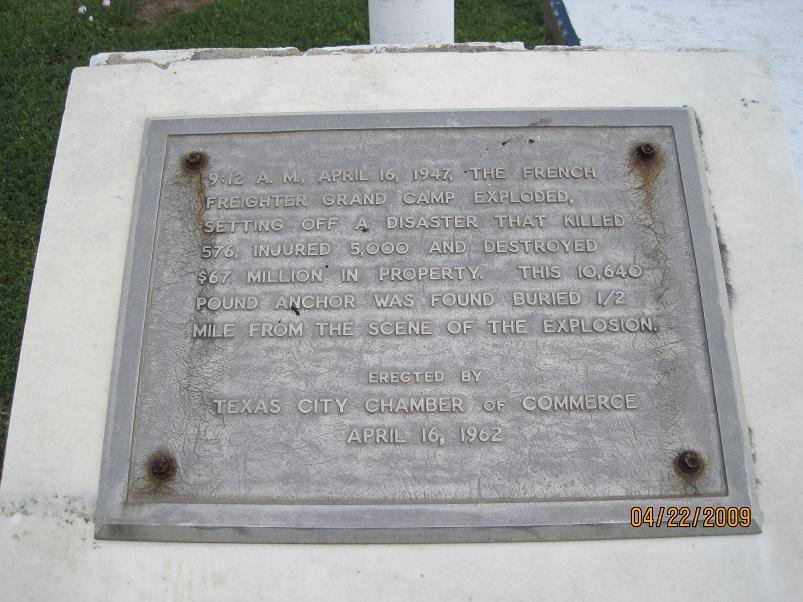 9:12 A. M., APRIL 16, 1947, THE FRENCH
FREIGHTER GRAND CAMP EXPLODED,
SETTING OFF A DISASTER THAT KILLED
576, INJURED 5,000 AND DESTROYED
$67 MILLION IN PROPERTY. THIS 10,640
POUND ANCHOR WAS FOUND BURIED 1/2
MILE FROM THE SCENE OF THE EXPLOSION.
ERECTED BY
TEXAS CITY CHAMBER OF COMMERCE
APRIL 16, 1962
04/22/2009